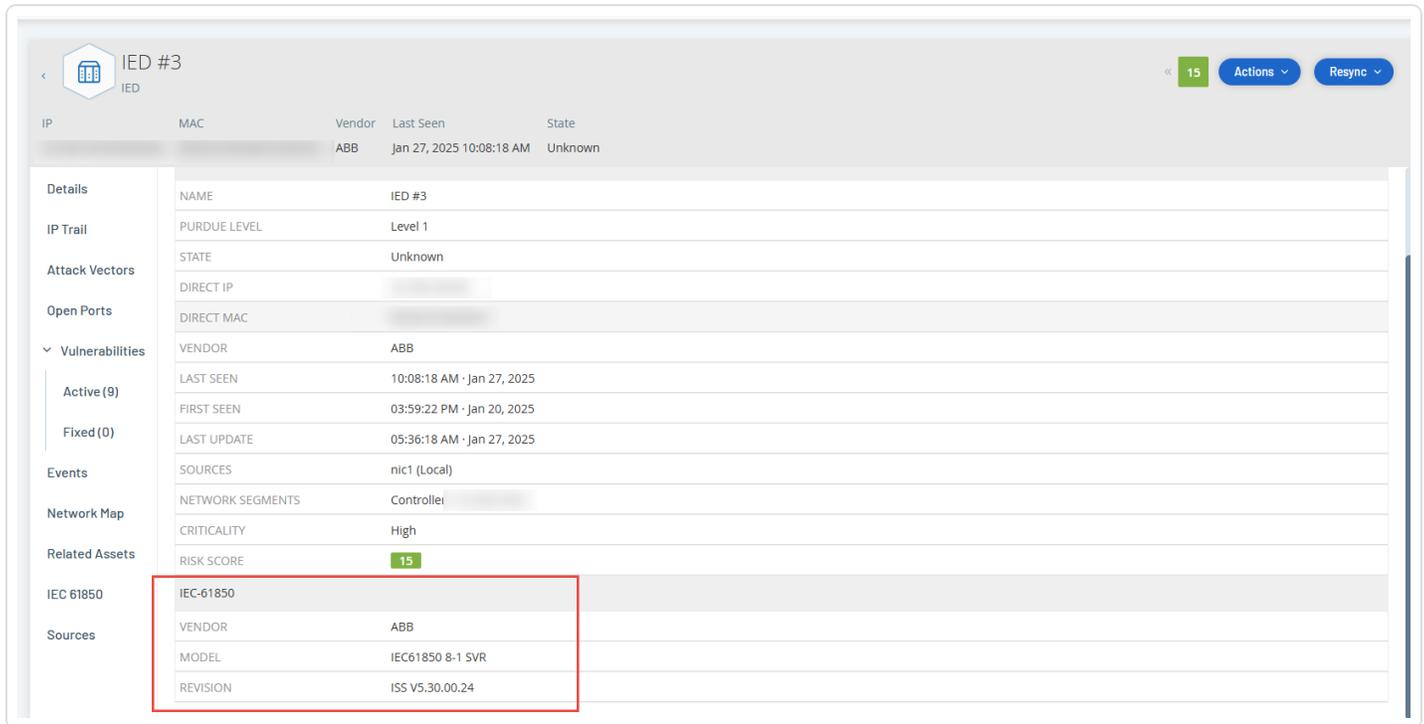 IED #3
IED
« 15 Actions Resync
IP MAC Vendor Last Seen State
ABB Jan 27, 2025 10:08:18 AM Unknown
Details
IP Trail
Attack Vectors
Open Ports
Vulnerabilities
Active (9)
Fixed (0)
Events
Network Map
Related Assets
IEC 61850
Sources
NAME IED #3
PURDUE LEVEL Level 1
STATE Unknown
DIRECT IP
DIRECT MAC
VENDOR ABB
LAST SEEN 10:08:18 AM · Jan 27, 2025
FIRST SEEN 03:59:22 PM · Jan 20, 2025
LAST UPDATE 05:36:18 AM · Jan 27, 2025
SOURCES nic1 (Local)
NETWORK SEGMENTS Controller
CRITICALITY High
RISK SCORE 15
IEC-61850
VENDOR ABB
MODEL IEC61850 8-1 SVR
REVISION ISS V5.30.00.24